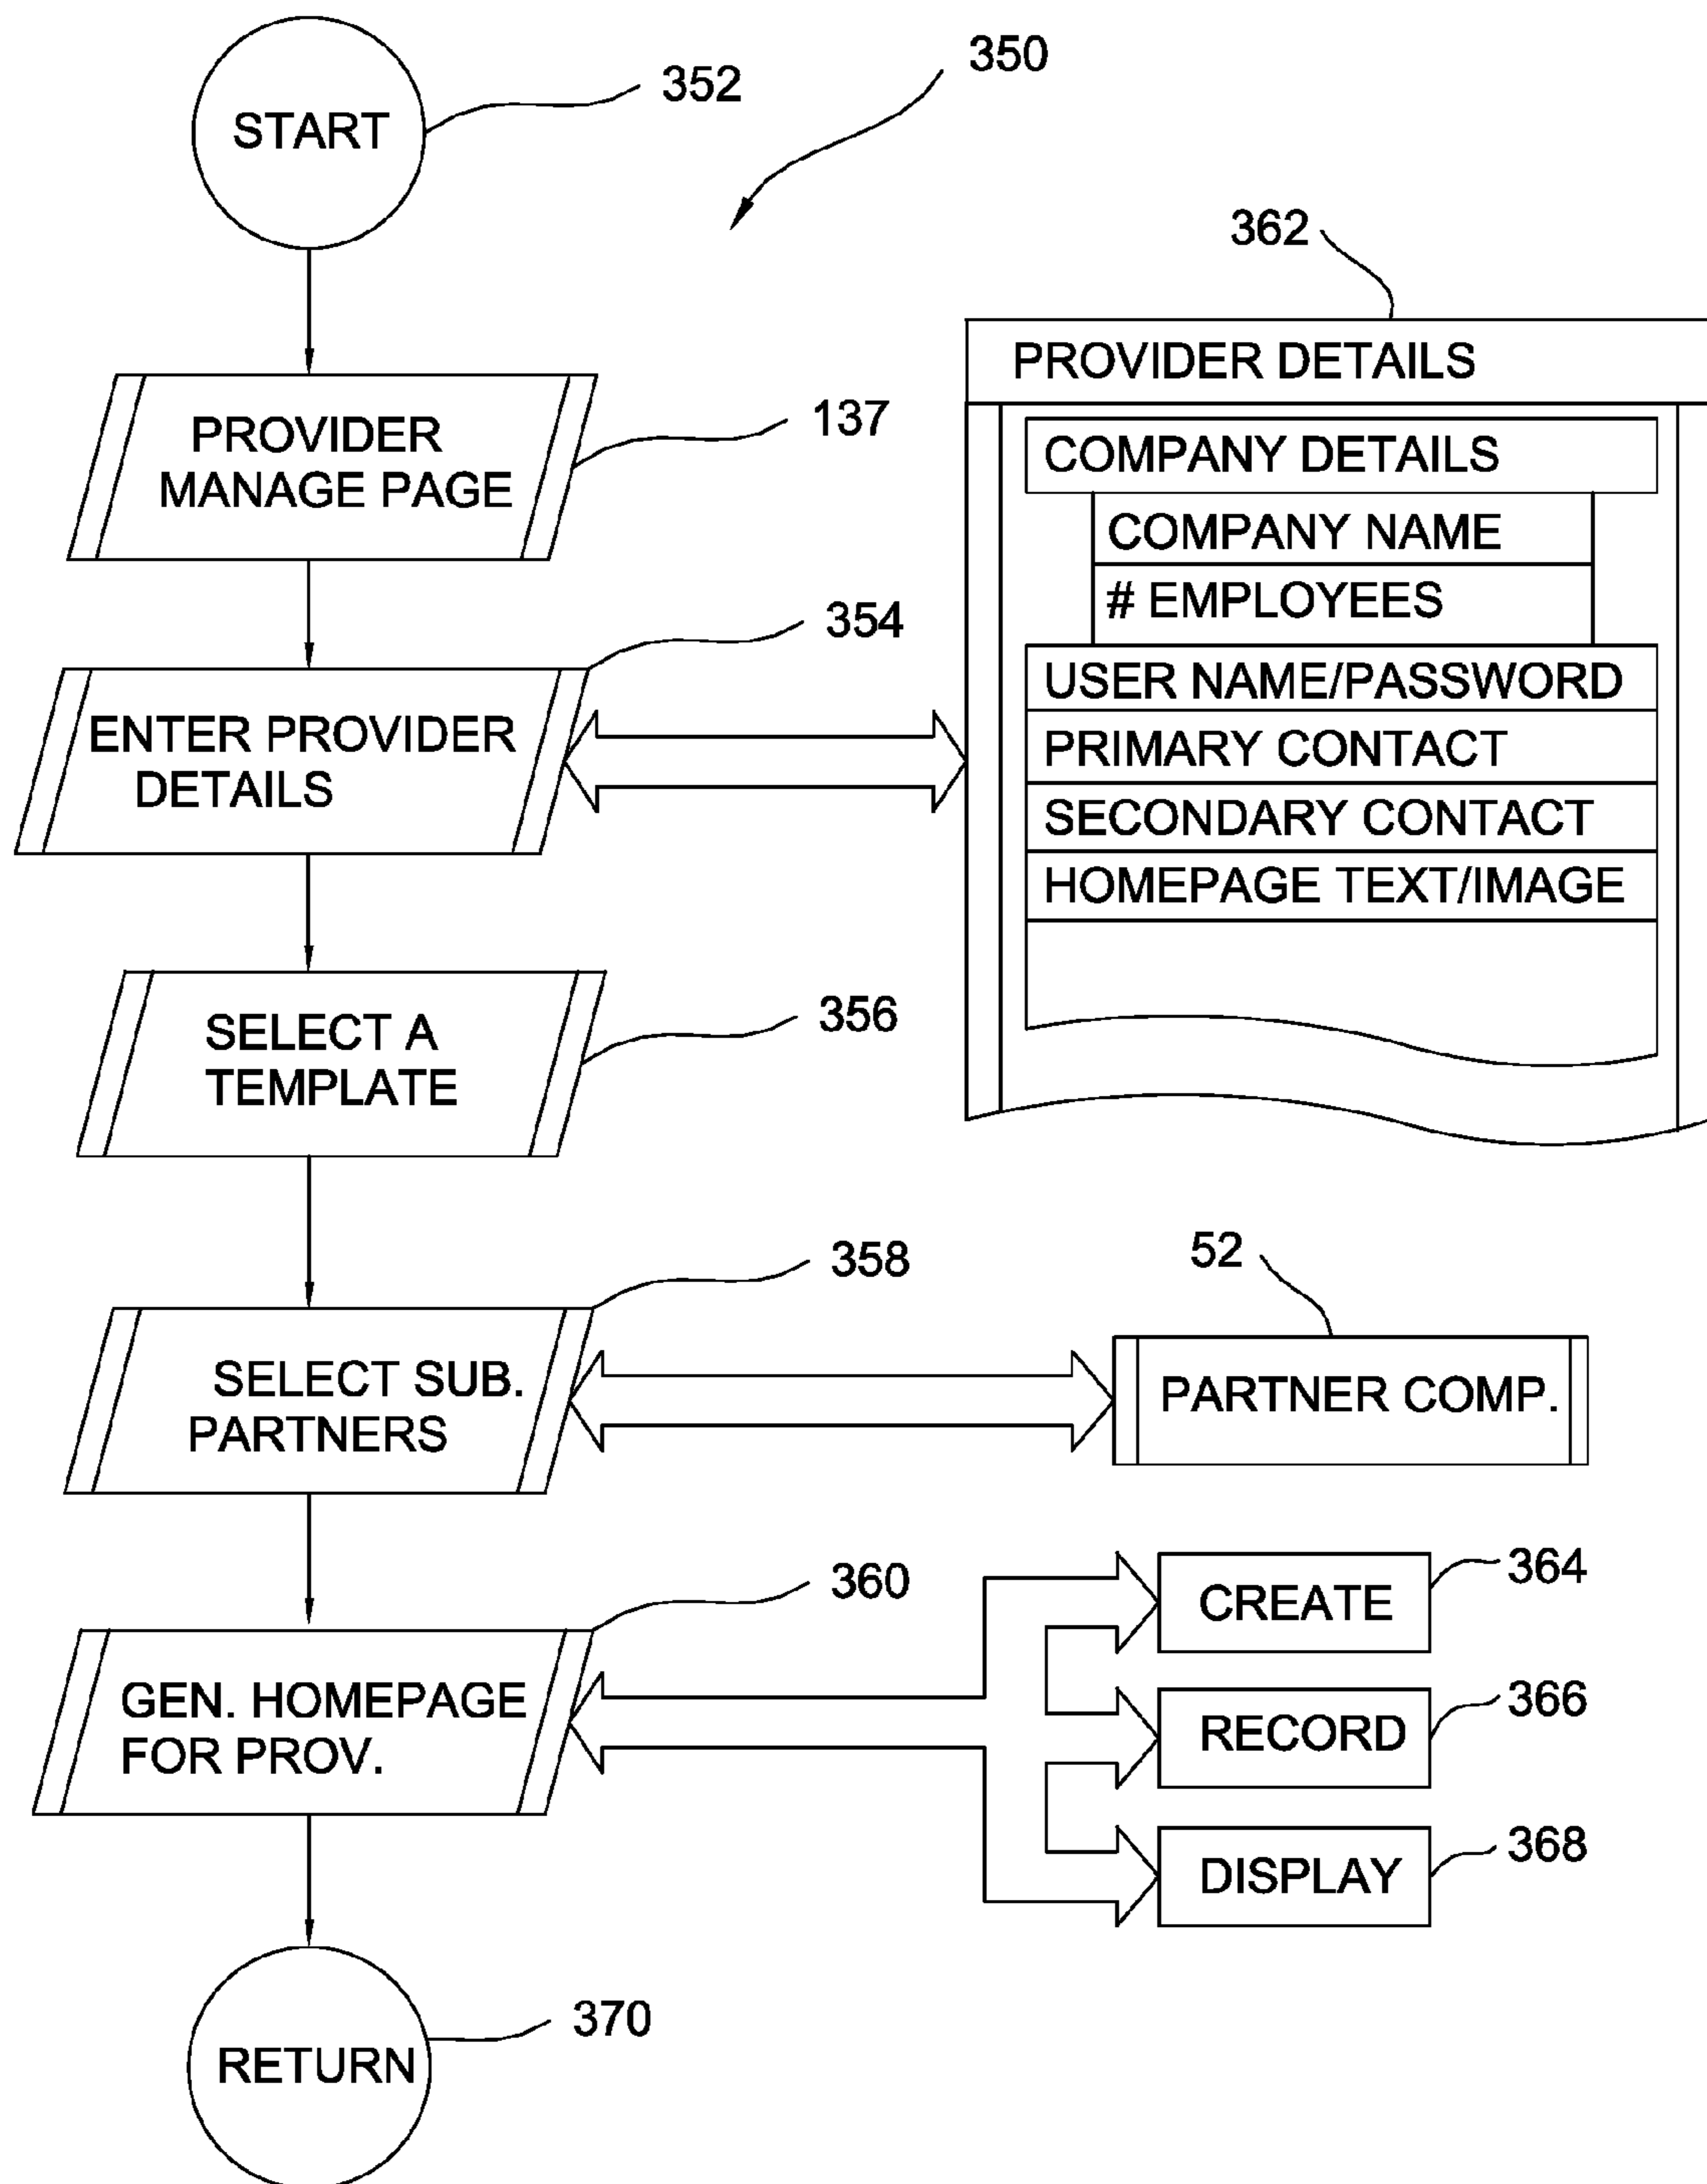 350
START
352
PROVIDER
MANAGE PAGE
137
ENTER PROVIDER
DETAILS
354
362
PROVIDER DETAILS
COMPANY DETAILS
COMPANY NAME
# EMPLOYEES
USER NAME/PASSWORD
PRIMARY CONTACT
SECONDARY CONTACT
HOMEPAGE TEXT/IMAGE
SELECT A
TEMPLATE
356
SELECT SUB.
PARTNERS
358
52
PARTNER COMP.
GEN. HOMEPAGE
FOR PROV.
360
CREATE
364
RECORD
366
DISPLAY
368
RETURN
370